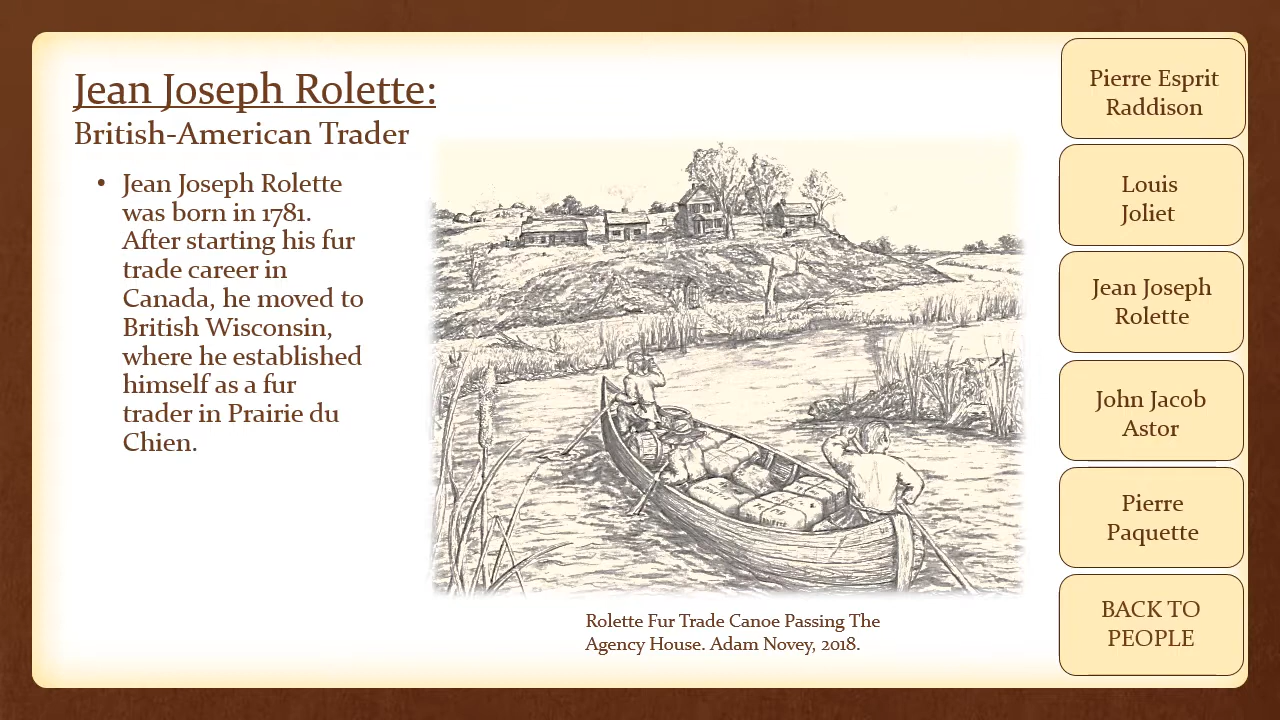 Jean Joseph Rolette:
British-American Trader
• Jean Joseph Rolette
was born in 1781.
After starting his fur
trade career in
Canada, he moved to
British Wisconsin,
where he established
himself as a fur
trader in Prairie du
Chien.
Rolette Fur Trade Canoe Passing The
Agency House. Adam Novey, 2018.
Pierre Esprit
Raddison
Louis
Joliet
Jean Joseph
Rolette
John Jacob
Astor
Pierre
Paquette
BACK TO
PEOPLE